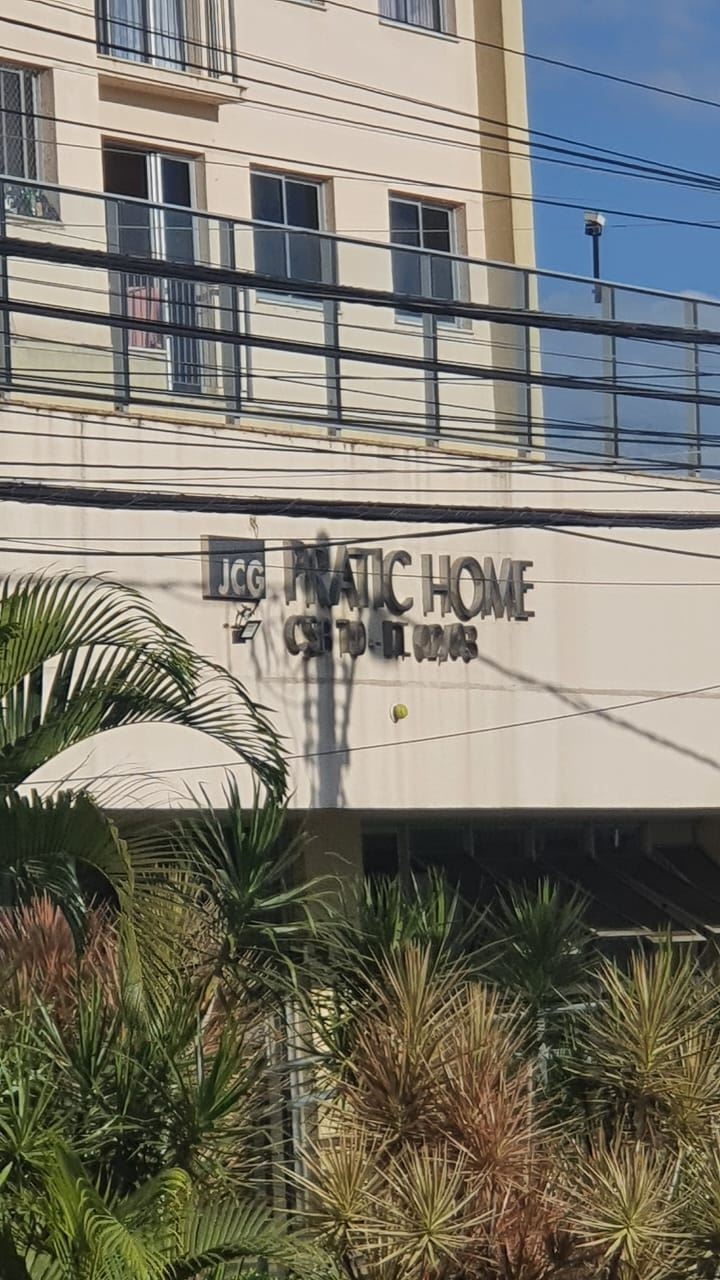 JCG PRATIC HOME
CSB 10 - LT. 02/03